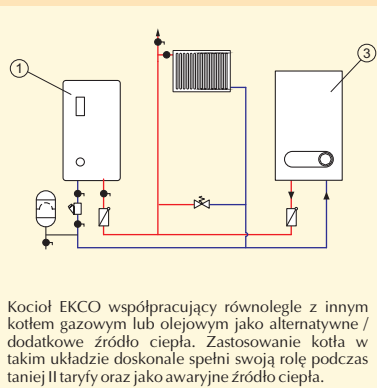 1
3
Kocioł EKCO współpracujący równolegle z innym
kotłem gazowym lub olejowym jako alternatywne /
dodatkowe źródło ciepła. Zastosowanie kotła w
takim układzie doskonale spełni swoją rolę podczas
taniej II taryfy oraz jako awaryjne źródło ciepła.